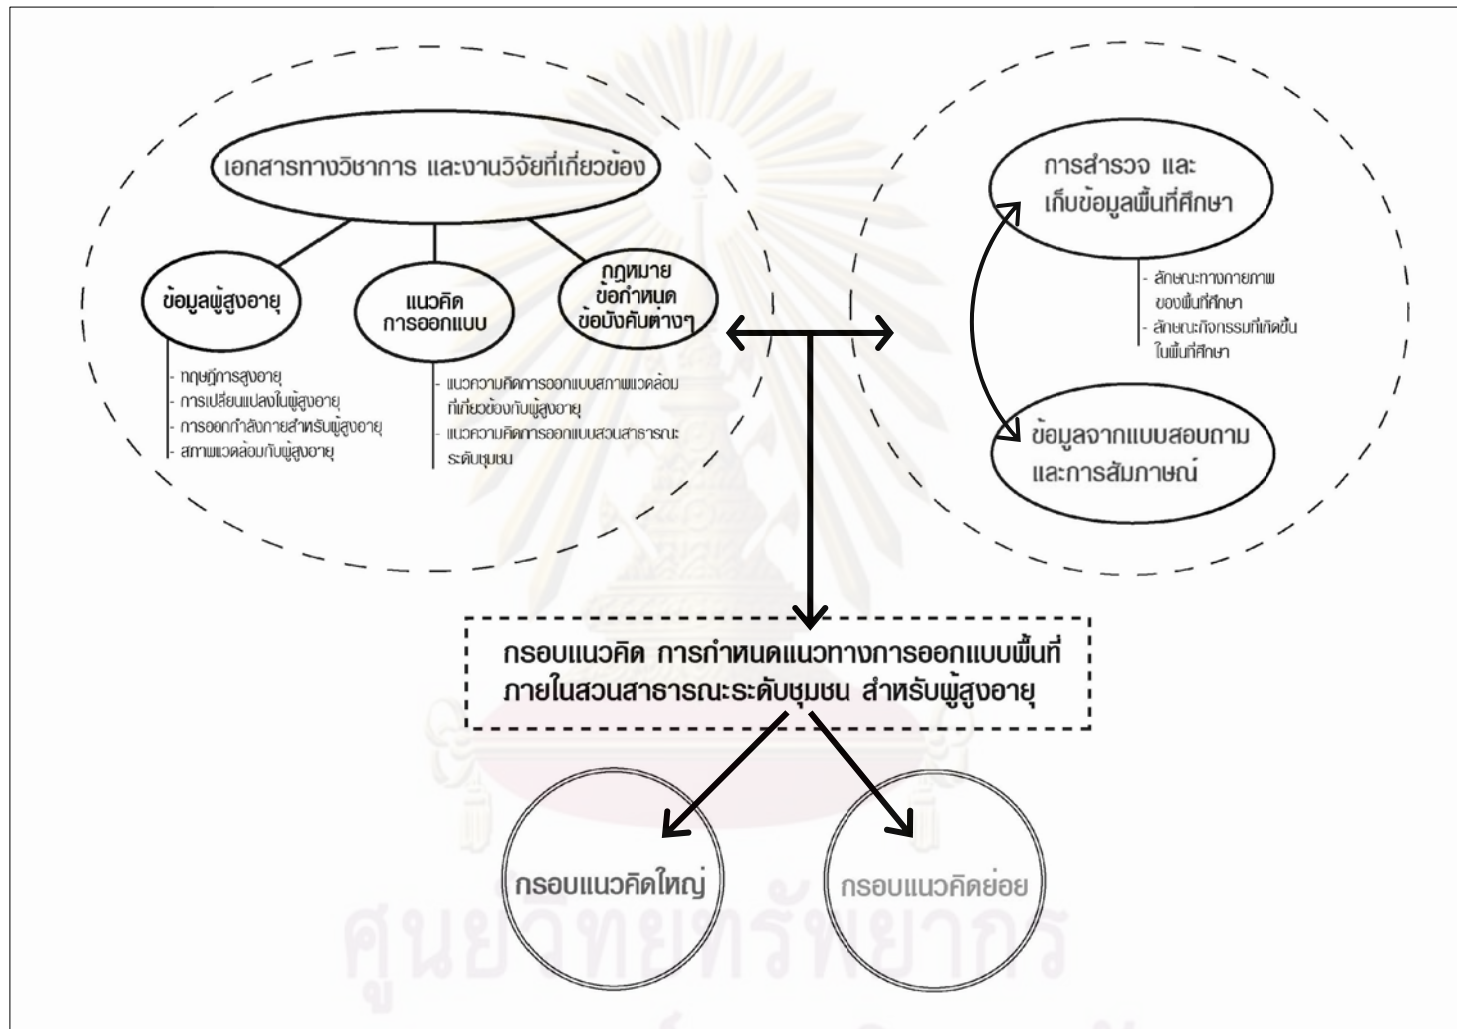 เอกสารทางวิชาการ และงานวิจัยที่เกี่ยวข้อง
ข้อมูลผู้สูงอายุ
- ทฤษฎีการสูงอายุ
- การเปลี่ยนแปลงในผู้สูงอายุ
- การออกกำลังกายสำหรับผู้สูงอายุ
- สภาพแวดล้อมกับผู้สูงอายุ
แนวคิด
การออกแบบ
- แนวความคิดการออกแบบสภาพแวดล้อม
ที่เกี่ยวข้องกับผู้สูงอายุ
- แนวความคิดการออกแบบสวนสาธารณะ
ระดับชุมชน
กฎหมาย
ข้อกำหนด
ข้อบังคับต่างๆ
การสำรวจ และ
เก็บข้อมูลพื้นที่ศึกษา
- ลักษณะทางกายภาพ
ของพื้นที่ศึกษา
- ลักษณะกิจกรรมที่เกิดขึ้น
ในพื้นที่ศึกษา
ข้อมูลจากแบบสอบถาม
และการสัมภาษณ์
กรอบแนวคิด การกำหนดแนวทางการออกแบบพื้นที่
ภายในสวนสาธารณะระดับชุมชน สำหรับผู้สูงอายุ
กรอบแนวคิดใหญ่
กรอบแนวคิดย่อย
ศูนย์วิทยทรัพยากร